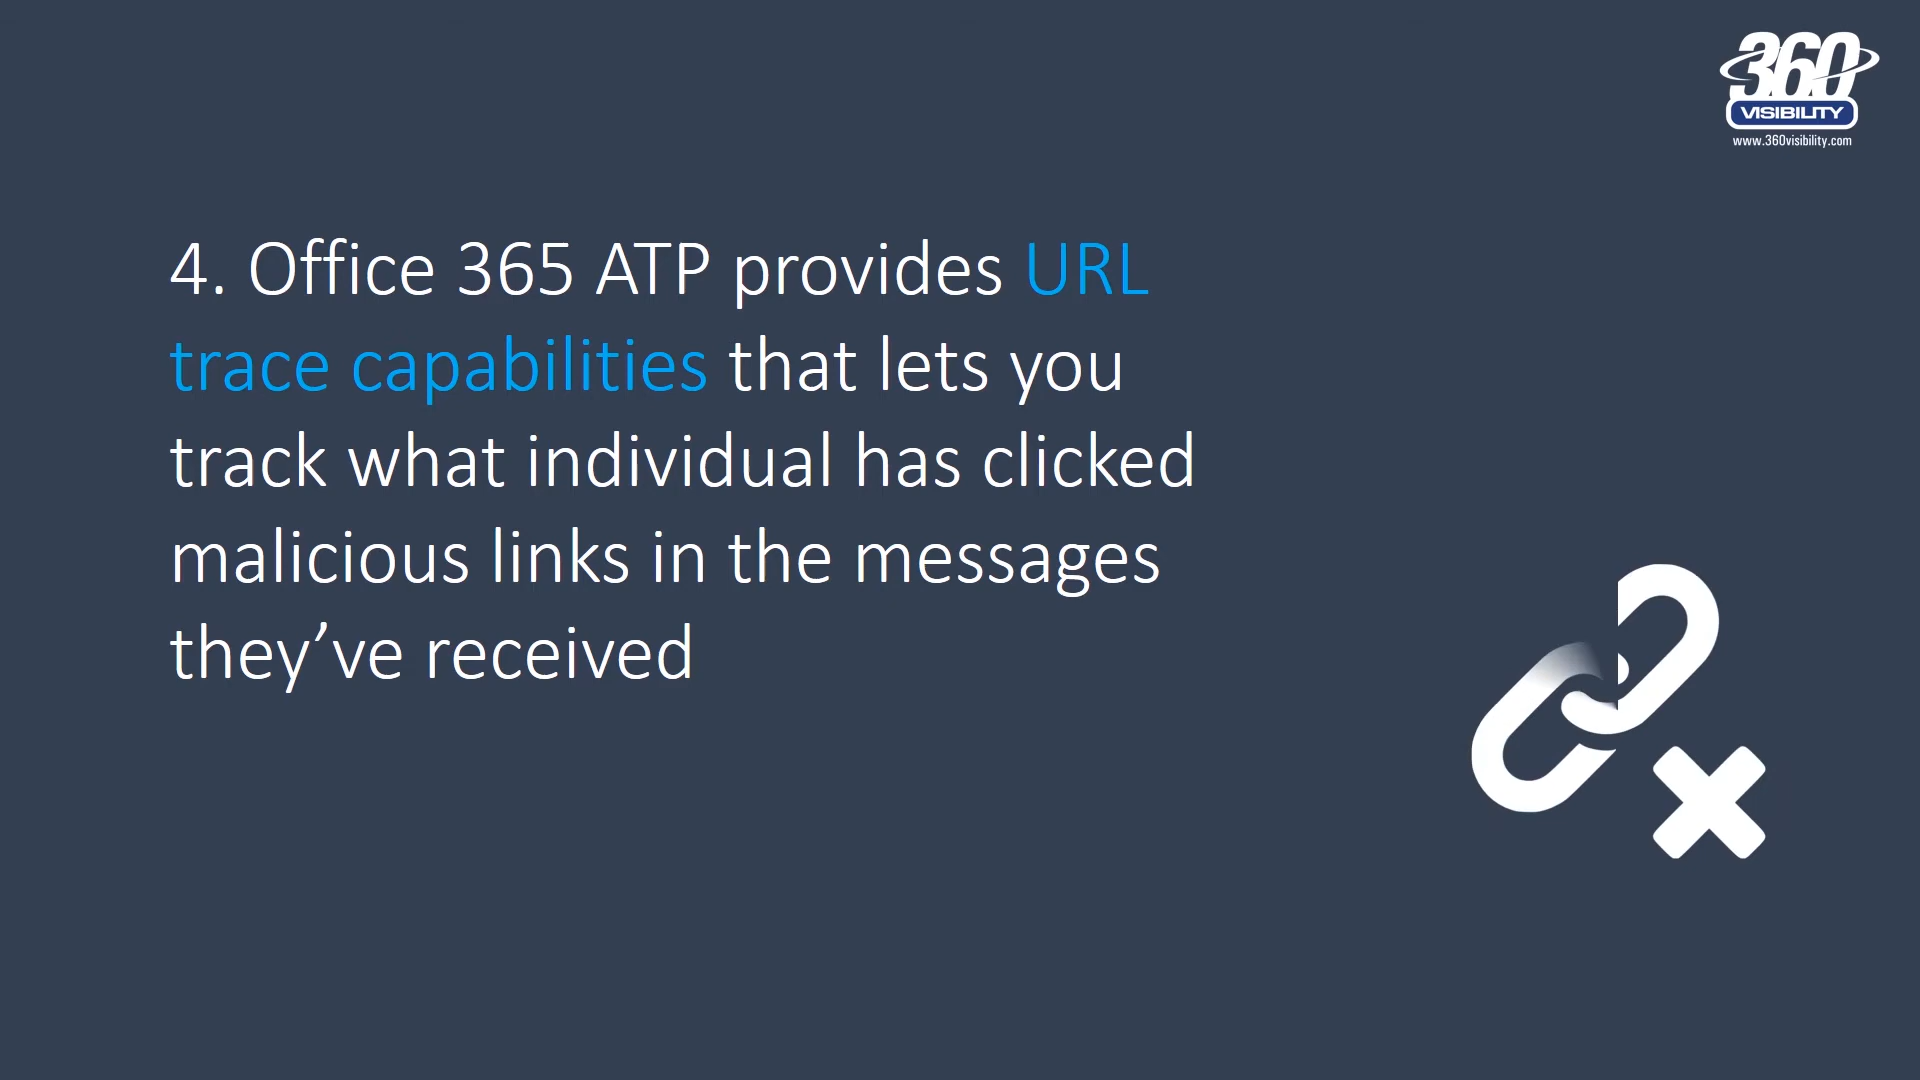 360
VISIBILITY
www.360visibility.com
4. Office 365 ATP provides URL
trace capabilities that lets you
track what individual has clicked
malicious links in the messages
they’ve received